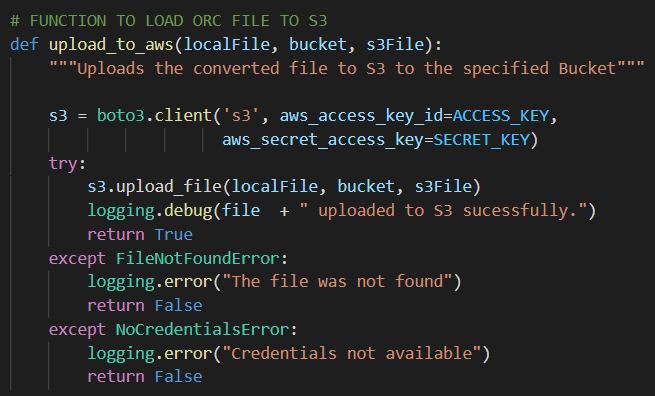 # FUNCTION TO LOAD ORC FILE TO S3
def upload_to_aws(localFile, bucket, s3File):
    """Uploads the converted file to S3 to the specified Bucket"""

    s3 = boto3.client('s3', aws_access_key_id=ACCESS_KEY,
                      aws_secret_access_key=SECRET_KEY)
    try:
        s3.upload_file(localFile, bucket, s3File)
        logging.debug(file  + " uploaded to S3 sucessfully.")
        return True
    except FileNotFoundError:
        logging.error("The file was not found")
        return False
    except NoCredentialsError:
        logging.error("Credentials not available")
        return False